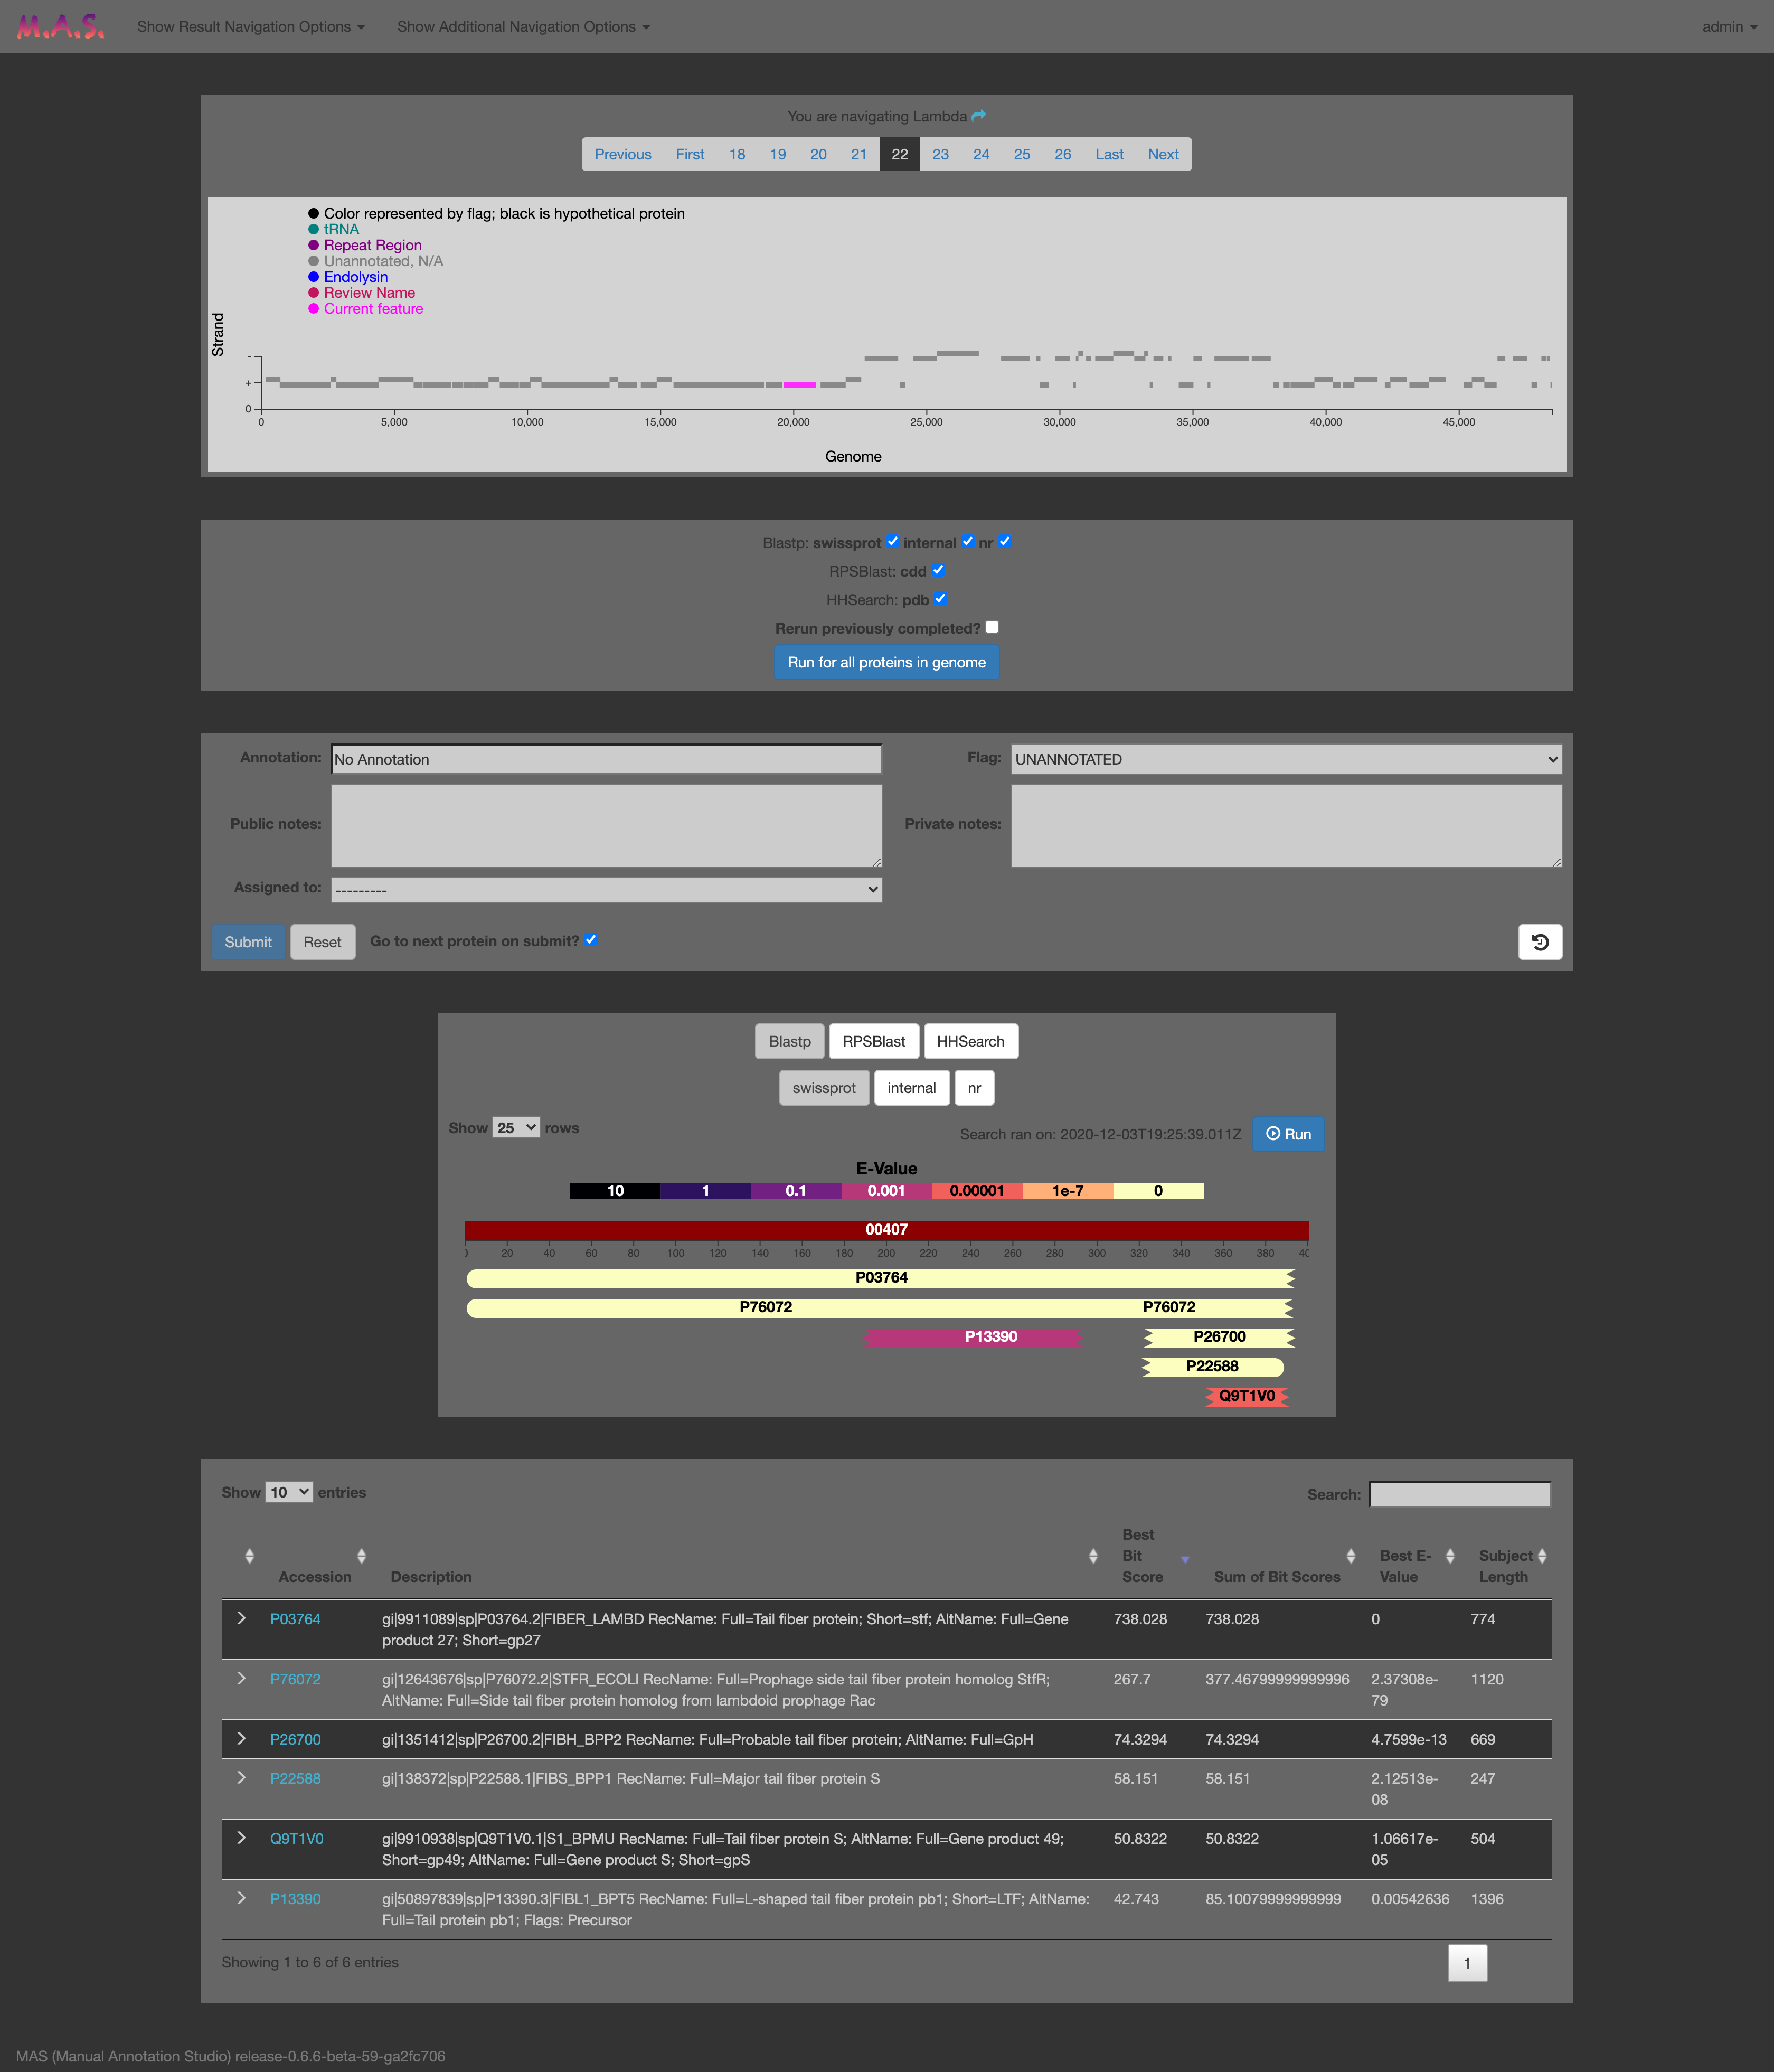 M.A.S. Show Result Navigation Options Show Additional Navigation Options admin
You are navigating Lambda
Previous First 18 19 20 21 22 23 24 25 26 Last Next
Color represented by flag; black is hypothetical protein
tRNA
Repeat Region
Unannotated, N/A
Endolysin
Review Name
Current feature
Strand
-
+
0
0 5,000 10,000 15,000 20,000 25,000 30,000 35,000 40,000 45,000
Genome
Blastp: swissprot internal nr
RPSBlast: cdd
HHSearch: pdb
Rerun previously completed?
Run for all proteins in genome
Annotation: No Annotation Flag: UNANNOTATED
Public notes: Private notes:
Assigned to: ---------
Submit Reset Go to next protein on submit?
Blastp RPSBlast HHSearch
swissprot internal nr
Show 25 rows Search ran on: 2020-12-03T19:25:39.011Z Run
E-Value
10 1 0.1 0.001 0.00001 1e-7 0
00407
0 20 40 60 80 100 120 140 160 180 200 220 240 260 280 300 320 340 360 380 40
P03764
P76072 P76072
P13390 P26700
P22588
Q9T1V0
Show 10 entries Search:
Accession Description Best Bit Score Sum of Bit Scores Best E-Value Subject Length
P03764 gi|9911089|sp|P03764.2|FIBER_LAMBD RecName: Full=Tail fiber protein; Short=stf; AltName: Full=Gene 738.028 738.028 0 774
product 27; Short=gp27
P76072 gi|12643676|sp|P76072.2|STFR_ECOLI RecName: Full=Prophage side tail fiber protein homolog StfR; 267.7 377.46799999999996 2.37308e- 1120
AltName: Full=Side tail fiber protein homolog from lambdoid prophage Rac 79
P26700 gi|1351412|sp|P26700.2|FIBH_BPP2 RecName: Full=Probable tail fiber protein; AltName: Full=GpH 74.3294 74.3294 4.7599e-13 669
P22588 gi|138372|sp|P22588.1|FIBS_BPP1 RecName: Full=Major tail fiber protein S 58.151 58.151 2.12513e- 247
08
Q9T1V0 gi|9910938|sp|Q9T1V0.1|S1_BPMU RecName: Full=Tail fiber protein S; AltName: Full=Gene product 49; 50.8322 50.8322 1.06617e- 504
Short=gp49; AltName: Full=Gene product S; Short=gpS 05
P13390 gi|50897839|sp|P13390.3|FIBL1_BPT5 RecName: Full=L-shaped tail fiber protein pb1; Short=LTF; AltName: 42.743 85.10079999999999 0.00542636 1396
Full=Tail protein pb1; Flags: Precursor
Showing 1 to 6 of 6 entries 1
MAS (Manual Annotation Studio) release-0.6.6-beta-59-ga2fc706